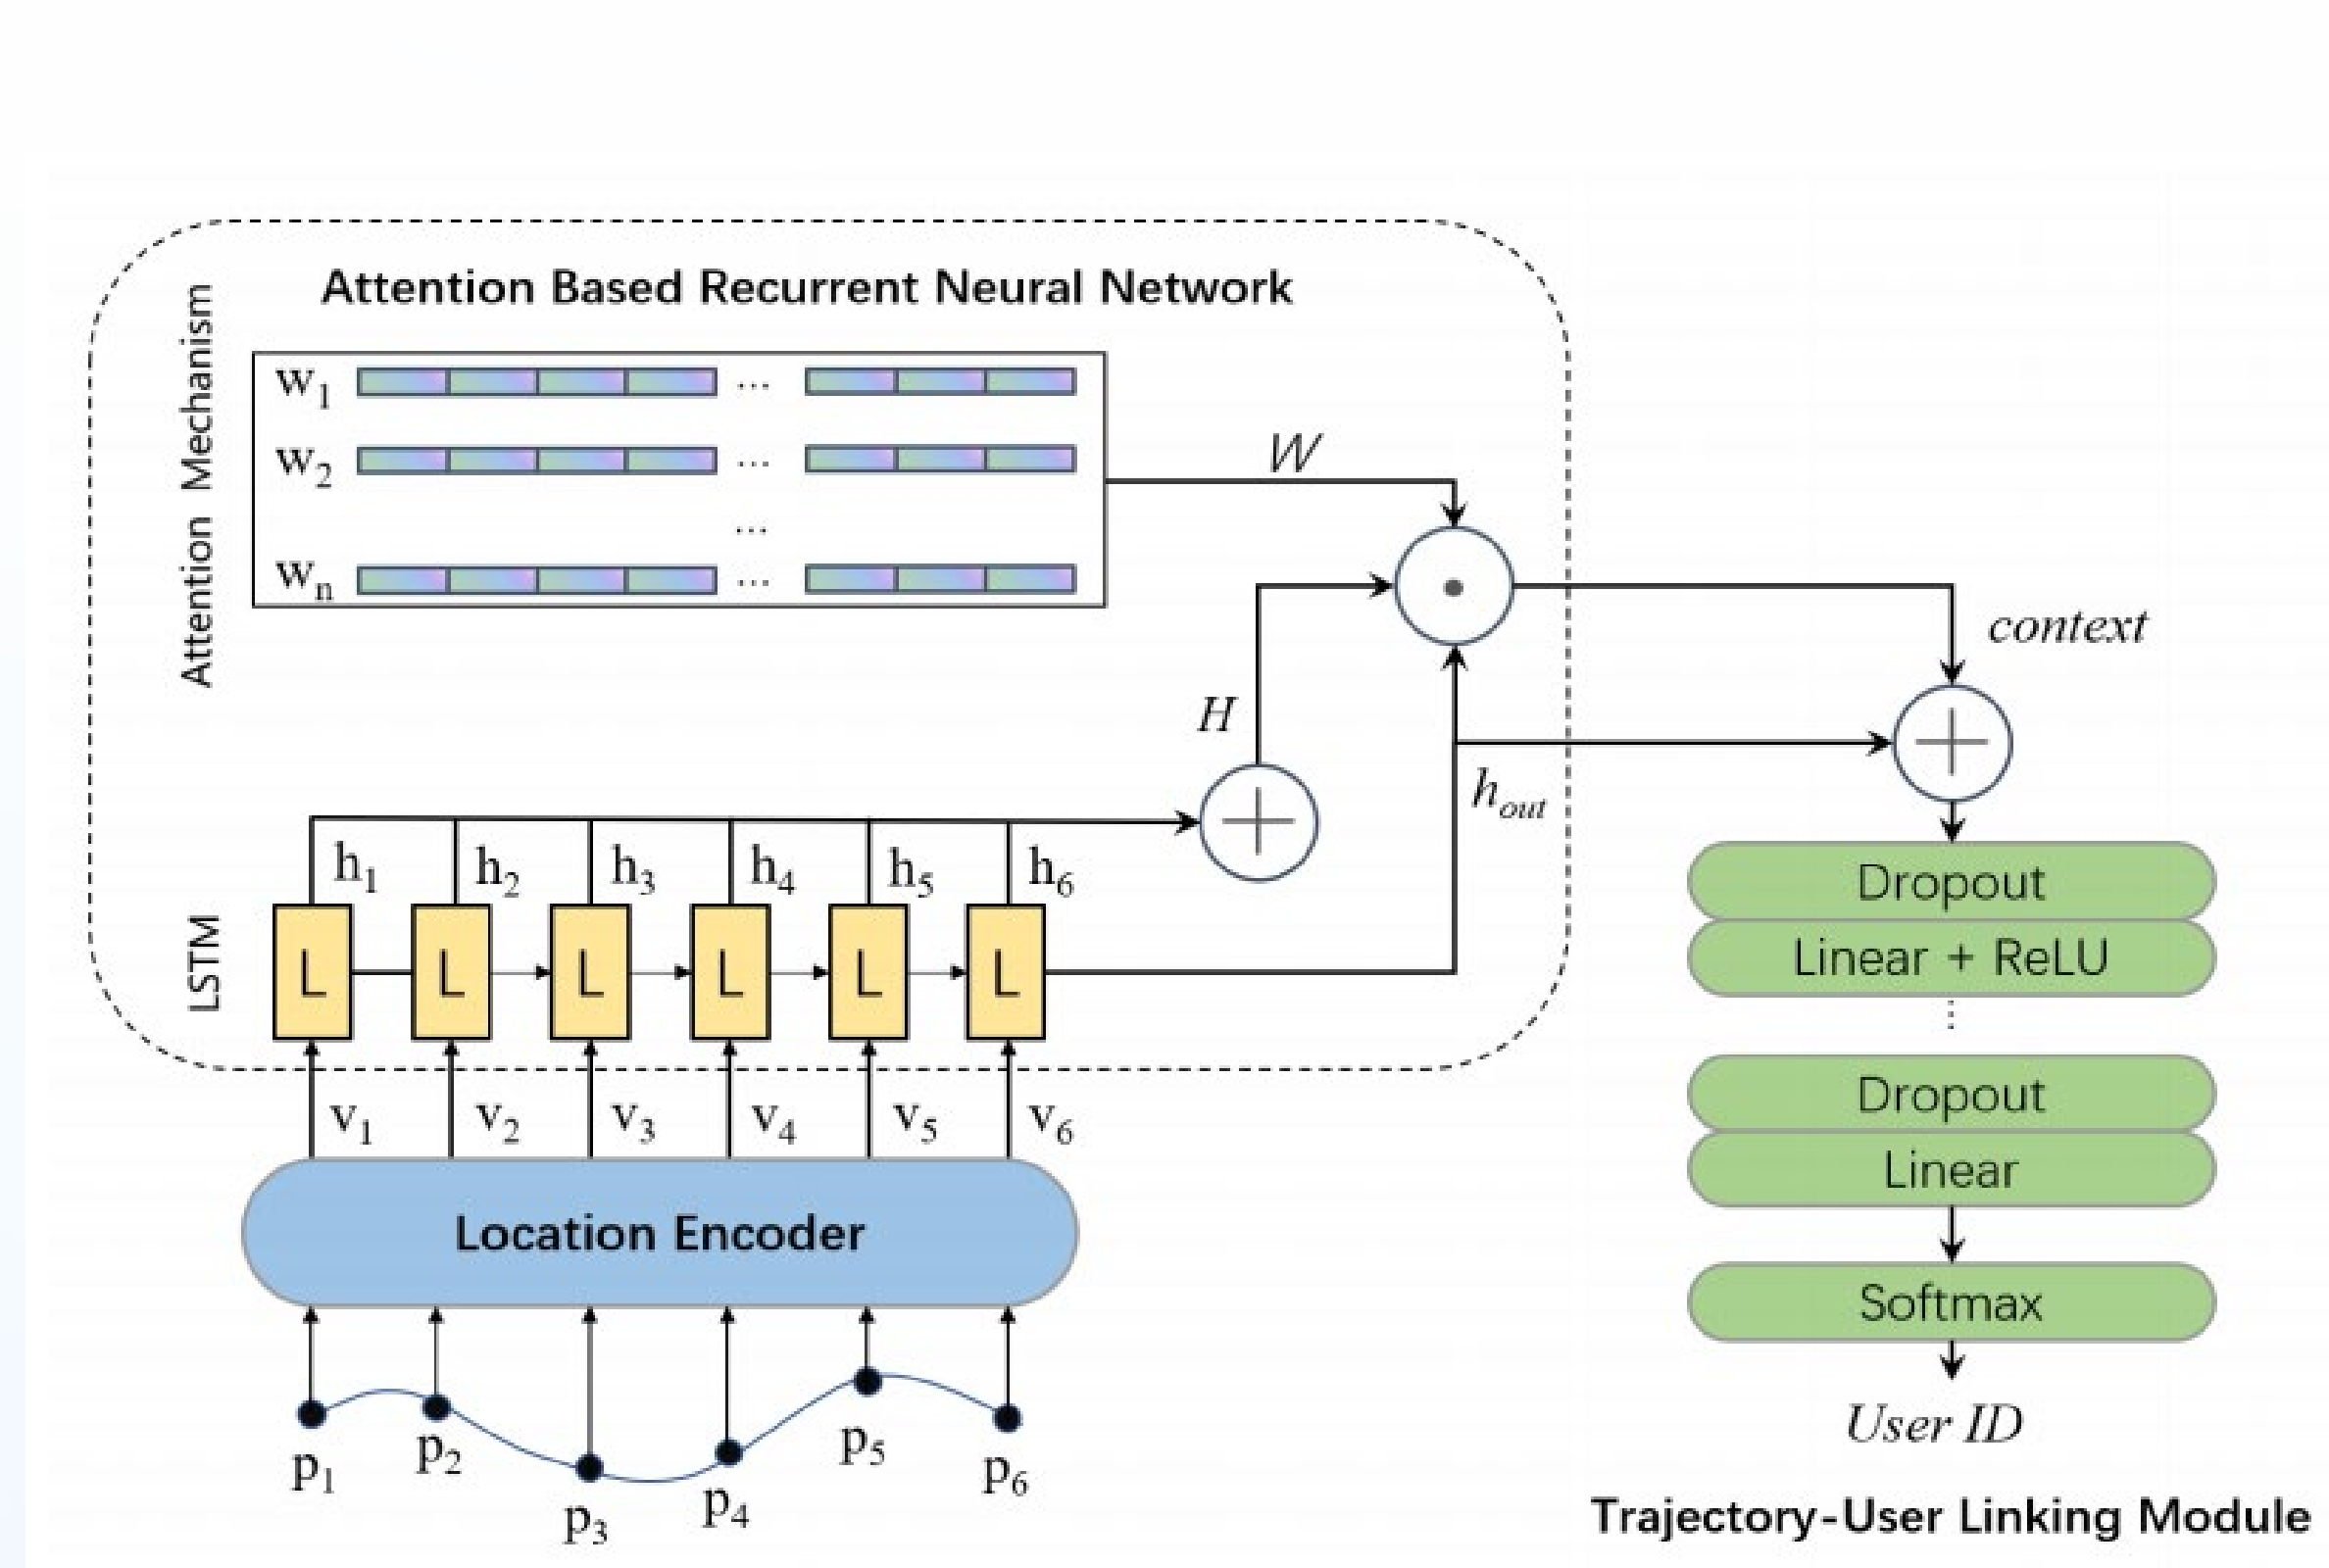 Attention Based Recurrent Neural Network
Attention Mechanism
w1 ...
w2 ...
...
wn ...
W
context
H
hout
h1 h2 h3 h4 h5 h6
LSTM
L L L L L L
v1 v2 v3 v4 v5 v6
Location Encoder
p1 p2 p3 p4 p5 p6
Dropout
Linear + ReLU
Dropout
Linear
Softmax
User ID
Trajectory-User Linking Module